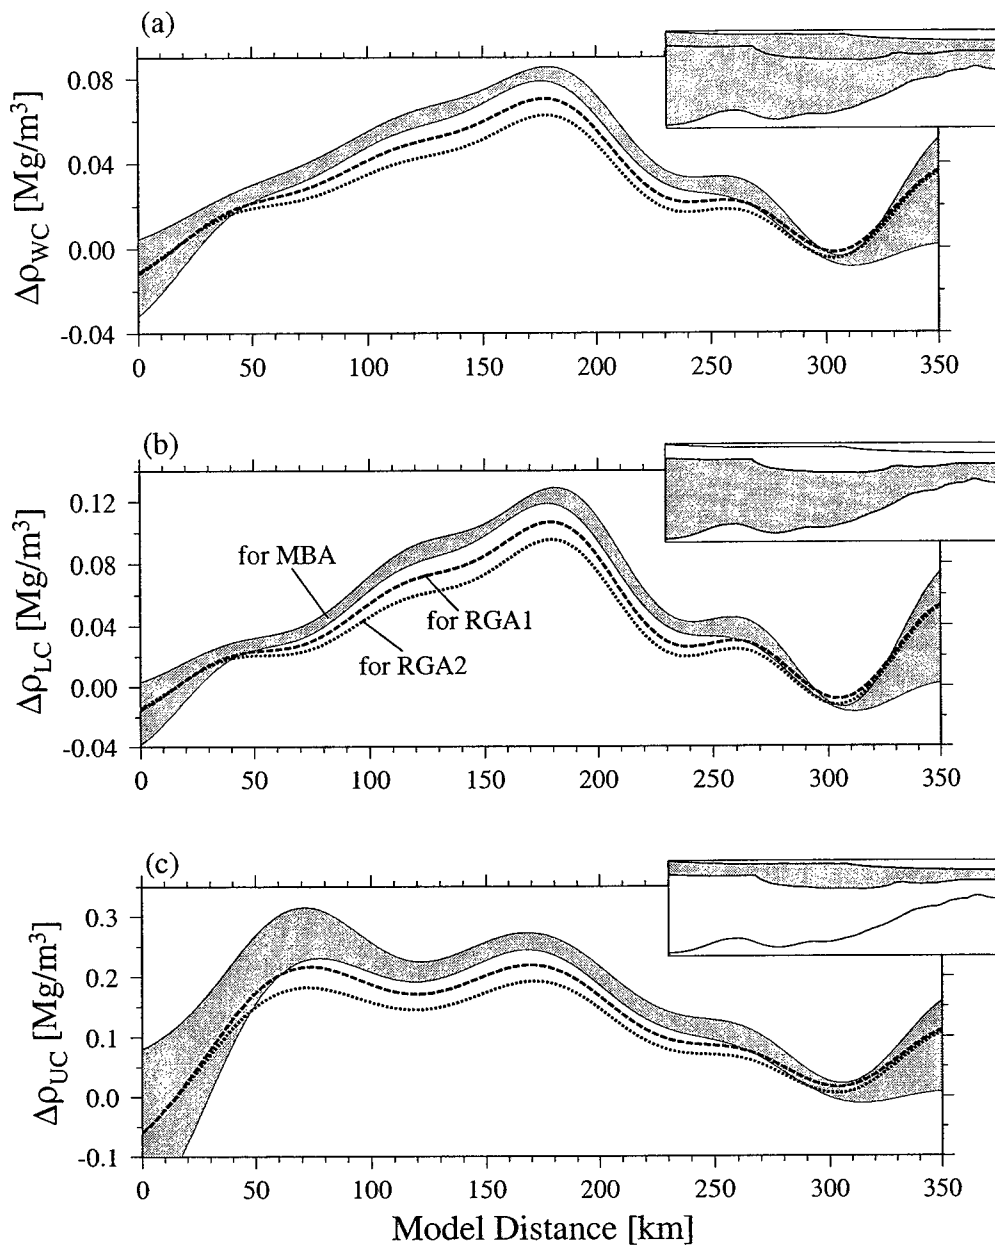 (a)
Δρ_WC [Mg/m³]
0.08
0.04
0.00
-0.04
0 50 100 150 200 250 300 350
(b)
Δρ_LC [Mg/m³]
0.12
0.08
0.04
0.00
-0.04
for MBA
for RGA1
for RGA2
0 50 100 150 200 250 300 350
(c)
Δρ_UC [Mg/m³]
0.3
0.2
0.1
0.0
-0.1
0 50 100 150 200 250 300 350
Model Distance [km]